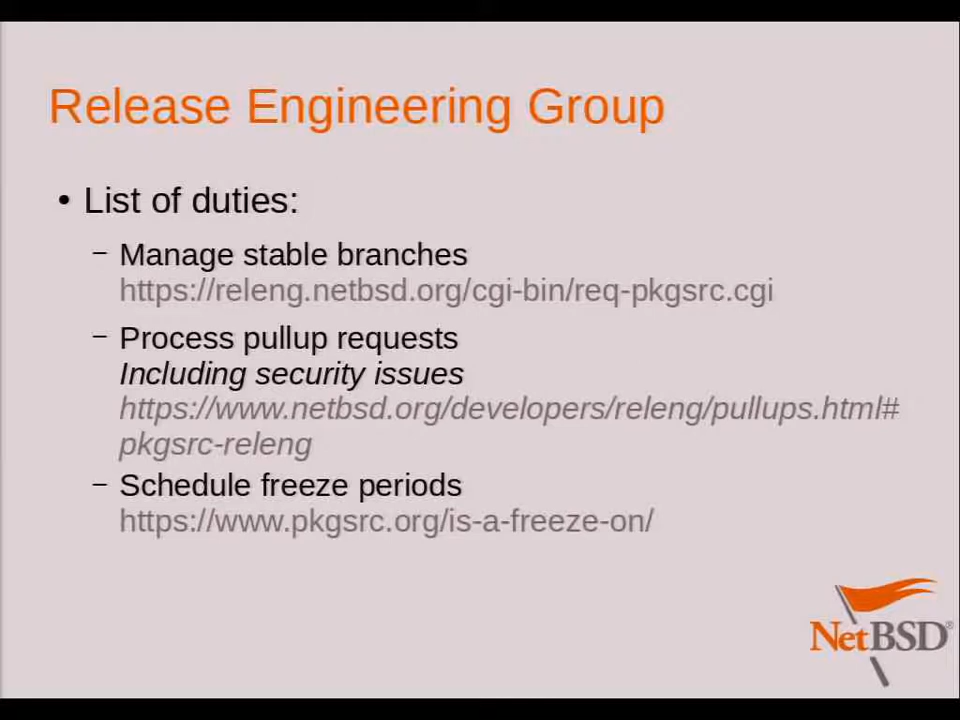 Release Engineering Group
• List of duties:
– Manage stable branches
https://releng.netbsd.org/cgi-bin/req-pkgsrc.cgi
– Process pullup requests
Including security issues
https://www.netbsd.org/developers/releng/pullups.html#
pkgsrc-releng
– Schedule freeze periods
https://www.pkgsrc.org/is-a-freeze-on/
NetBSD®